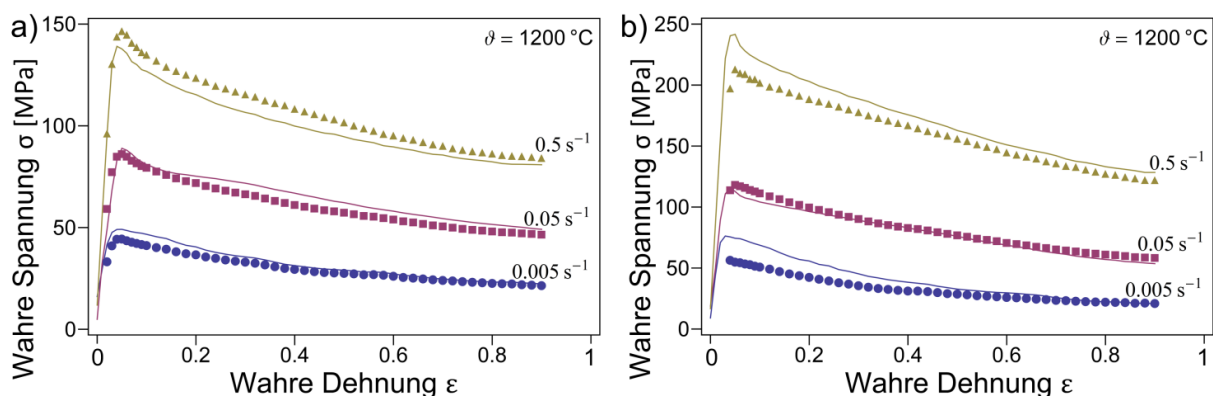 a)
Wahre Spannung σ [MPa]
150
100
50
0
ϑ = 1200 °C
0.5 s⁻¹
0.05 s⁻¹
0.005 s⁻¹
0
0.2
0.4
0.6
0.8
1
Wahre Dehnung ε
b)
Wahre Spannung σ [MPa]
250
200
150
100
50
0
ϑ = 1200 °C
0.5 s⁻¹
0.05 s⁻¹
0.005 s⁻¹
0
0.2
0.4
0.6
0.8
1
Wahre Dehnung ε